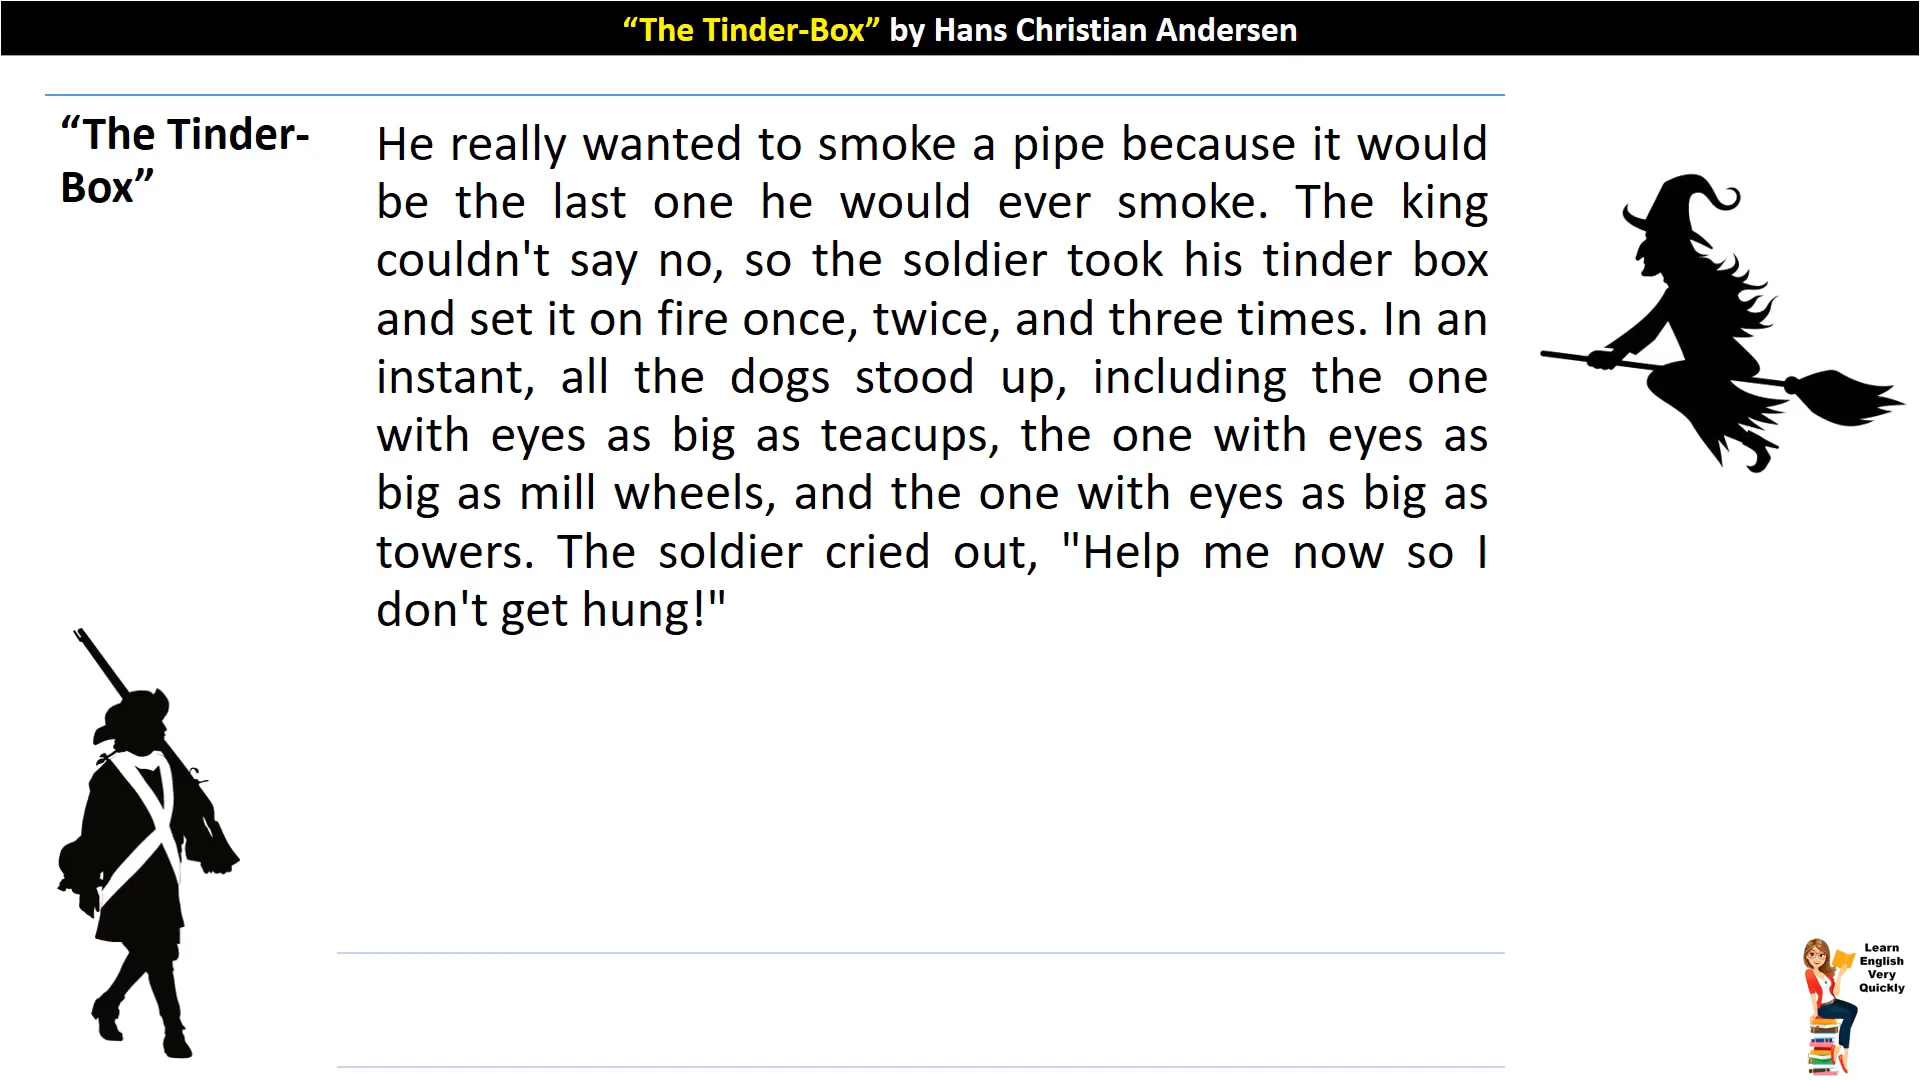 “The Tinder-Box” by Hans Christian Andersen
“The Tinder-
Box”
He really wanted to smoke a pipe because it would
be the last one he would ever smoke. The king
couldn't say no, so the soldier took his tinder box
and set it on fire once, twice, and three times. In an
instant, all the dogs stood up, including the one
with eyes as big as teacups, the one with eyes as
big as mill wheels, and the one with eyes as big as
towers. The soldier cried out, "Help me now so I
don't get hung!"
Learn
English
Very
Quickly